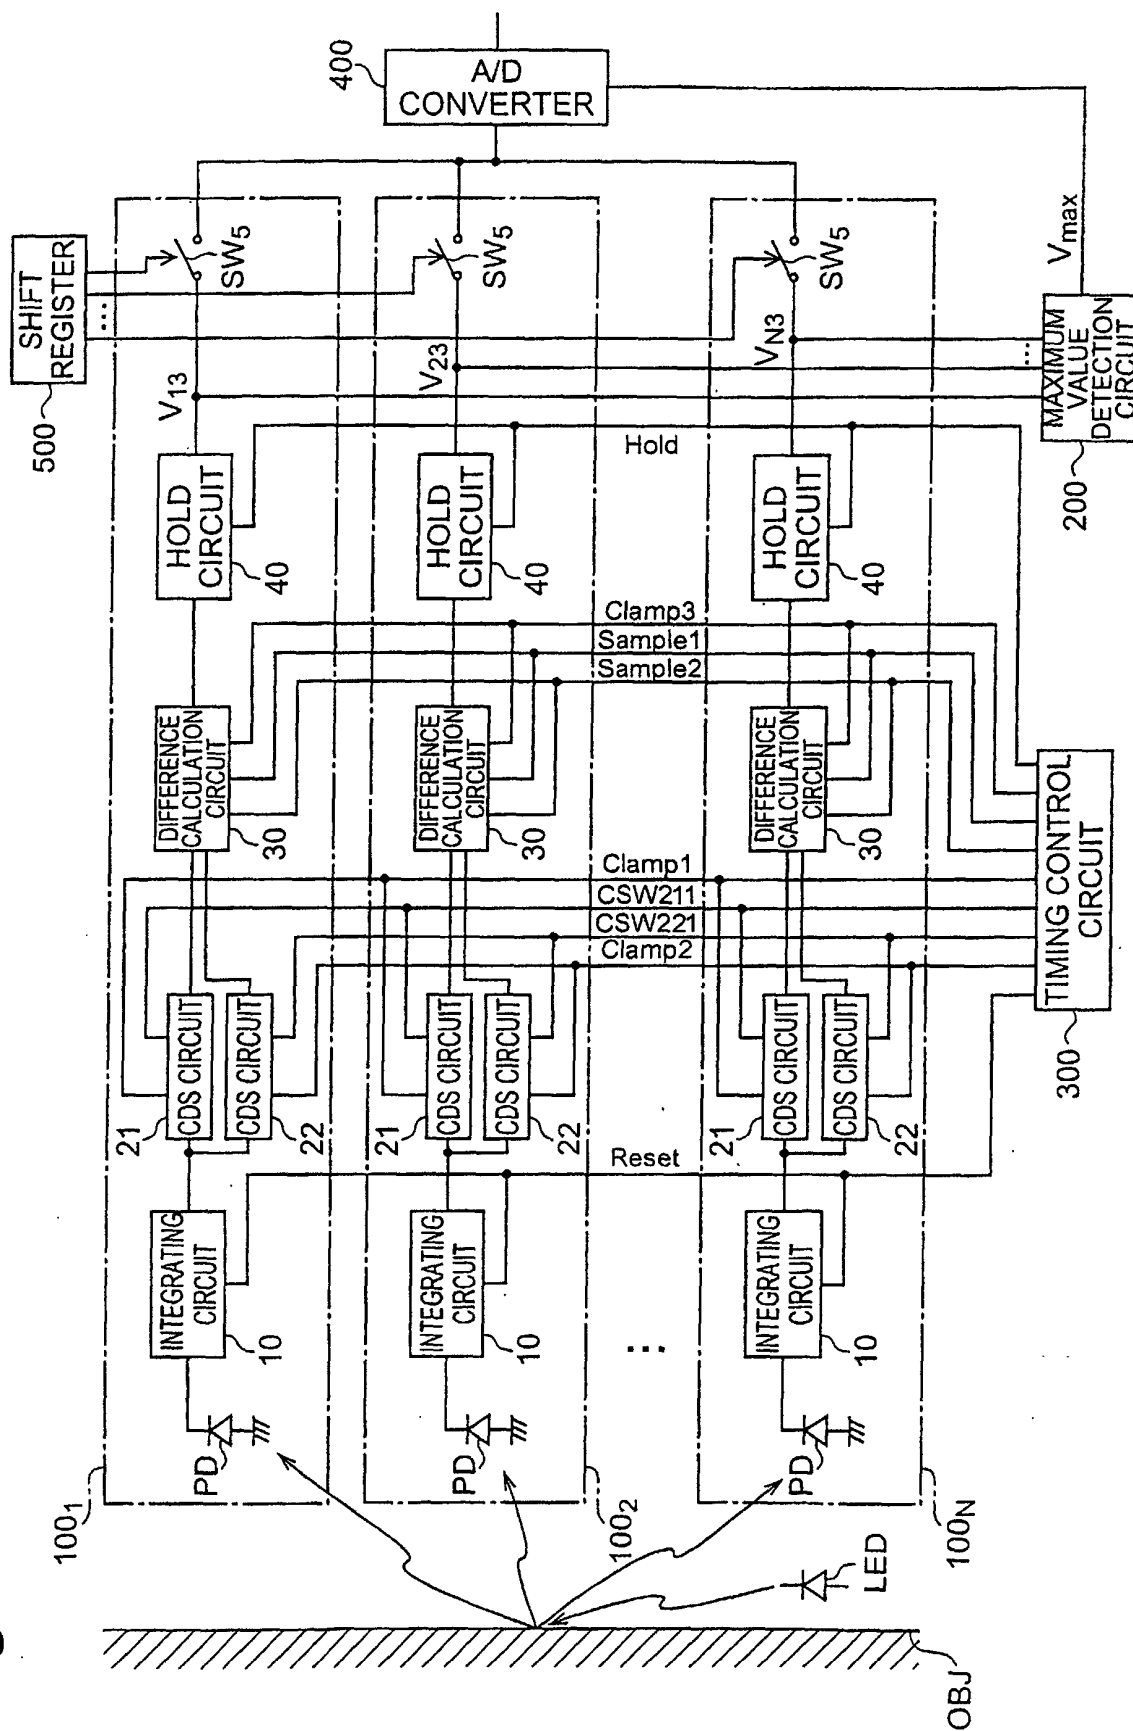 500
SHIFT
REGISTER
...
400
A/D
CONVERTER
SW5
SW5
SW5
V13
V23
VN3
Vmax
200
MAXIMUM
VALUE
DETECTION
CIRCUIT
...
Hold
HOLD
CIRCUIT
40
HOLD
CIRCUIT
40
HOLD
CIRCUIT
40
Clamp3
Sample1
Sample2
DIFFERENCE
CALCULATION
CIRCUIT
30
DIFFERENCE
CALCULATION
CIRCUIT
30
DIFFERENCE
CALCULATION
CIRCUIT
30
Clamp1
CSW211
CSW221
Clamp2
300
TIMING CONTROL
CIRCUIT
CDS CIRCUIT
21
CDS CIRCUIT
22
CDS CIRCUIT
21
CDS CIRCUIT
22
CDS CIRCUIT
21
CDS CIRCUIT
22
Reset
INTEGRATING
CIRCUIT
10
INTEGRATING
CIRCUIT
10
...
INTEGRATING
CIRCUIT
10
PD
PD
PD
1001
1002
100N
LED
OBJ